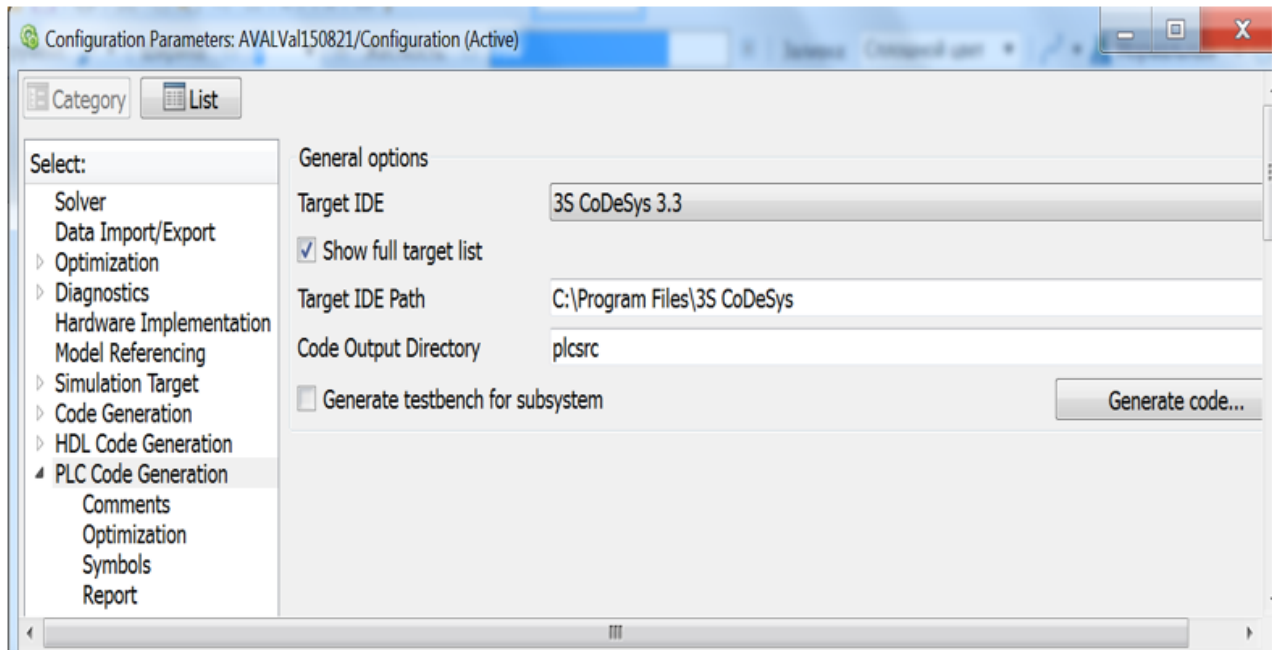 Configuration Parameters: AVALVal150821/Configuration (Active)
Category
List
Select:
Solver
Data Import/Export
Optimization
Diagnostics
Hardware Implementation
Model Referencing
Simulation Target
Code Generation
HDL Code Generation
PLC Code Generation
Comments
Optimization
Symbols
Report
General options
Target IDE 3S CoDeSys 3.3
Show full target list
Target IDE Path C:\Program Files\3S CoDeSys
Code Output Directory plcsrc
Generate testbench for subsystem Generate code...